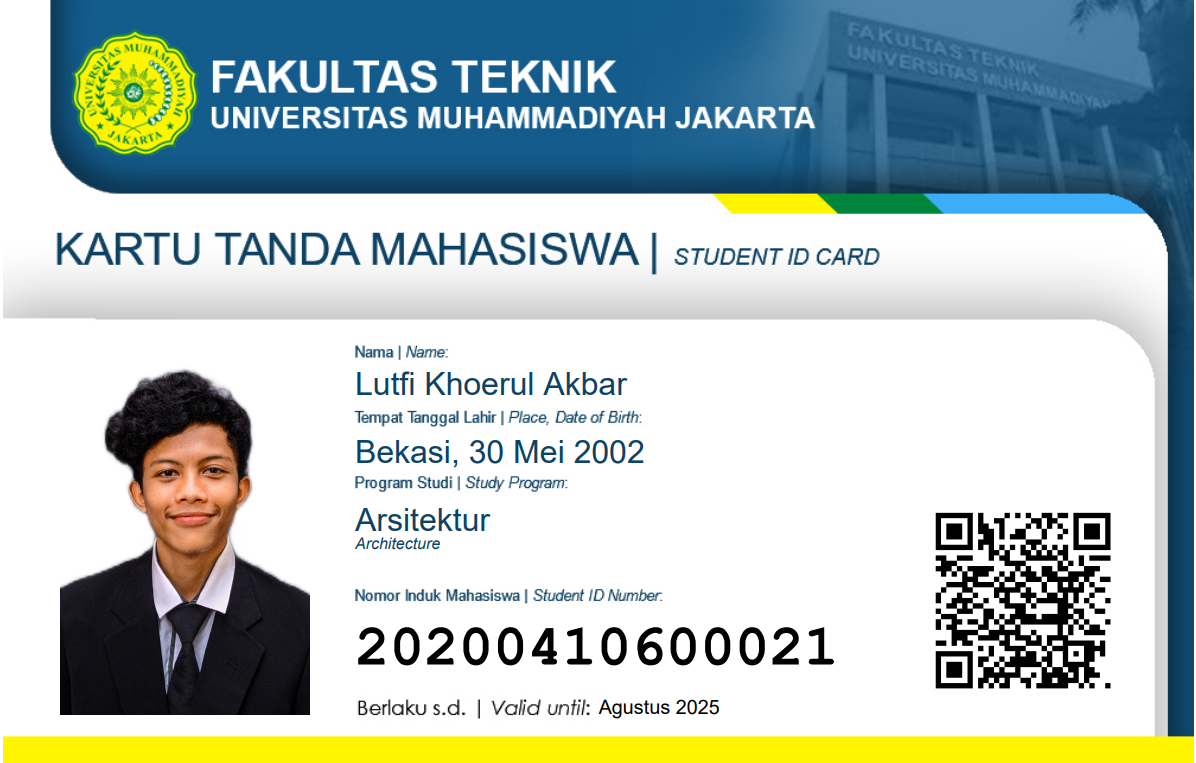 UNIVERSITAS MUHAMMADIYAH
JAKARTA
FAKULTAS TEKNIK
UNIVERSITAS MUHAMMADIYAH JAKARTA
FAKULTAS TEKNIK
UNIVERSITAS MUHAMMADIYAH
KARTU TANDA MAHASISWA | STUDENT ID CARD
Nama | Name:
Lutfi Khoerul Akbar
Tempat Tanggal Lahir | Place, Date of Birth:
Bekasi, 30 Mei 2002
Program Studi | Study Program:
Arsitektur
Architecture
Nomor Induk Mahasiswa | Student ID Number:
20200410600021
Berlaku s.d. | Valid until: Agustus 2025